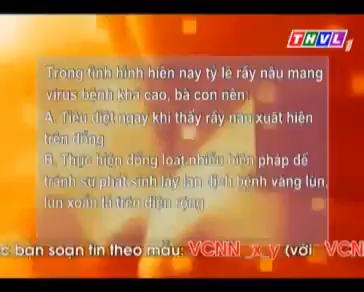 THVL1
Trong tình hình hiện nay tỷ lệ rầy nâu mang
virus bệnh khá cao, bà con nên:
A. Tiêu diệt ngay khi thấy rầy nâu xuất hiện
trên đồng
B. Thực hiện đồng loạt nhiều biện pháp để
tránh sự phát sinh lây lan dịch bệnh vàng lùn,
lùn xoắn lá trên diện rộng
c bạn soạn tin theo mẫu: VCNN_x_y (với VCN